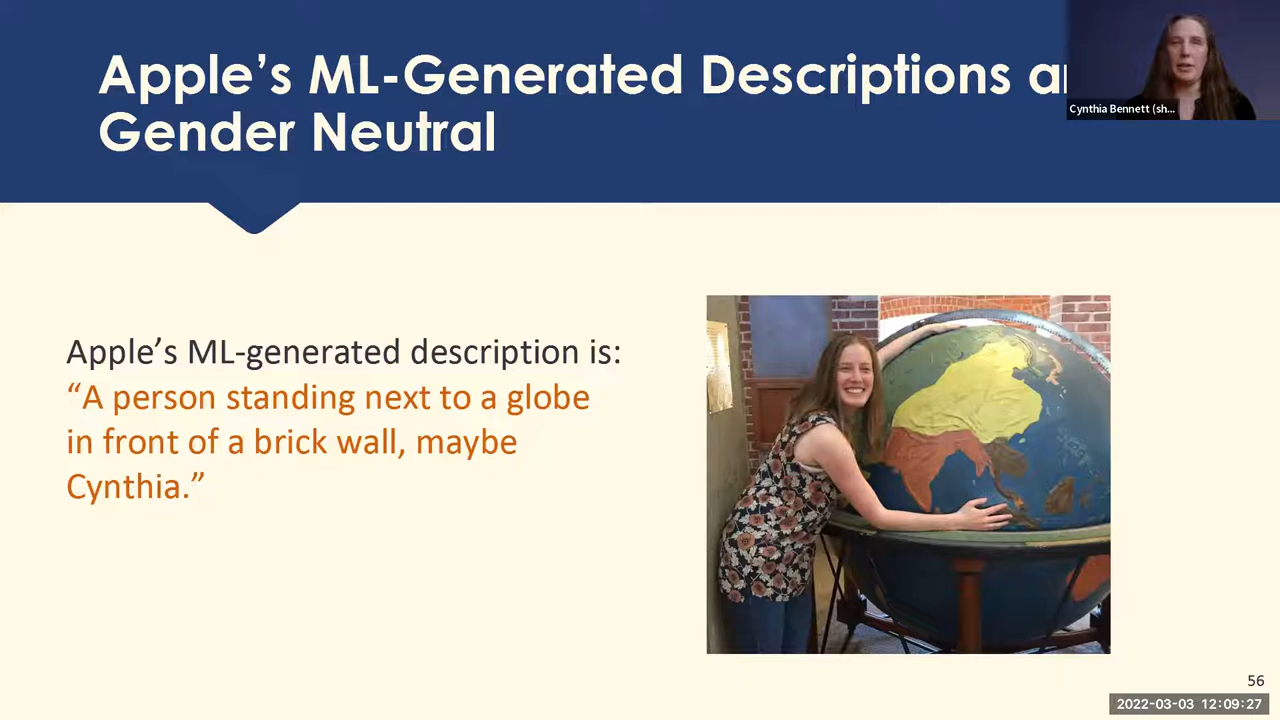 Apple’s ML-Generated Descriptions a
Gender Neutral
Cynthia Bennett (sh...
Apple’s ML-generated description is:
“A person standing next to a globe
in front of a brick wall, maybe
Cynthia.”
56
2022-03-03 12:09:27